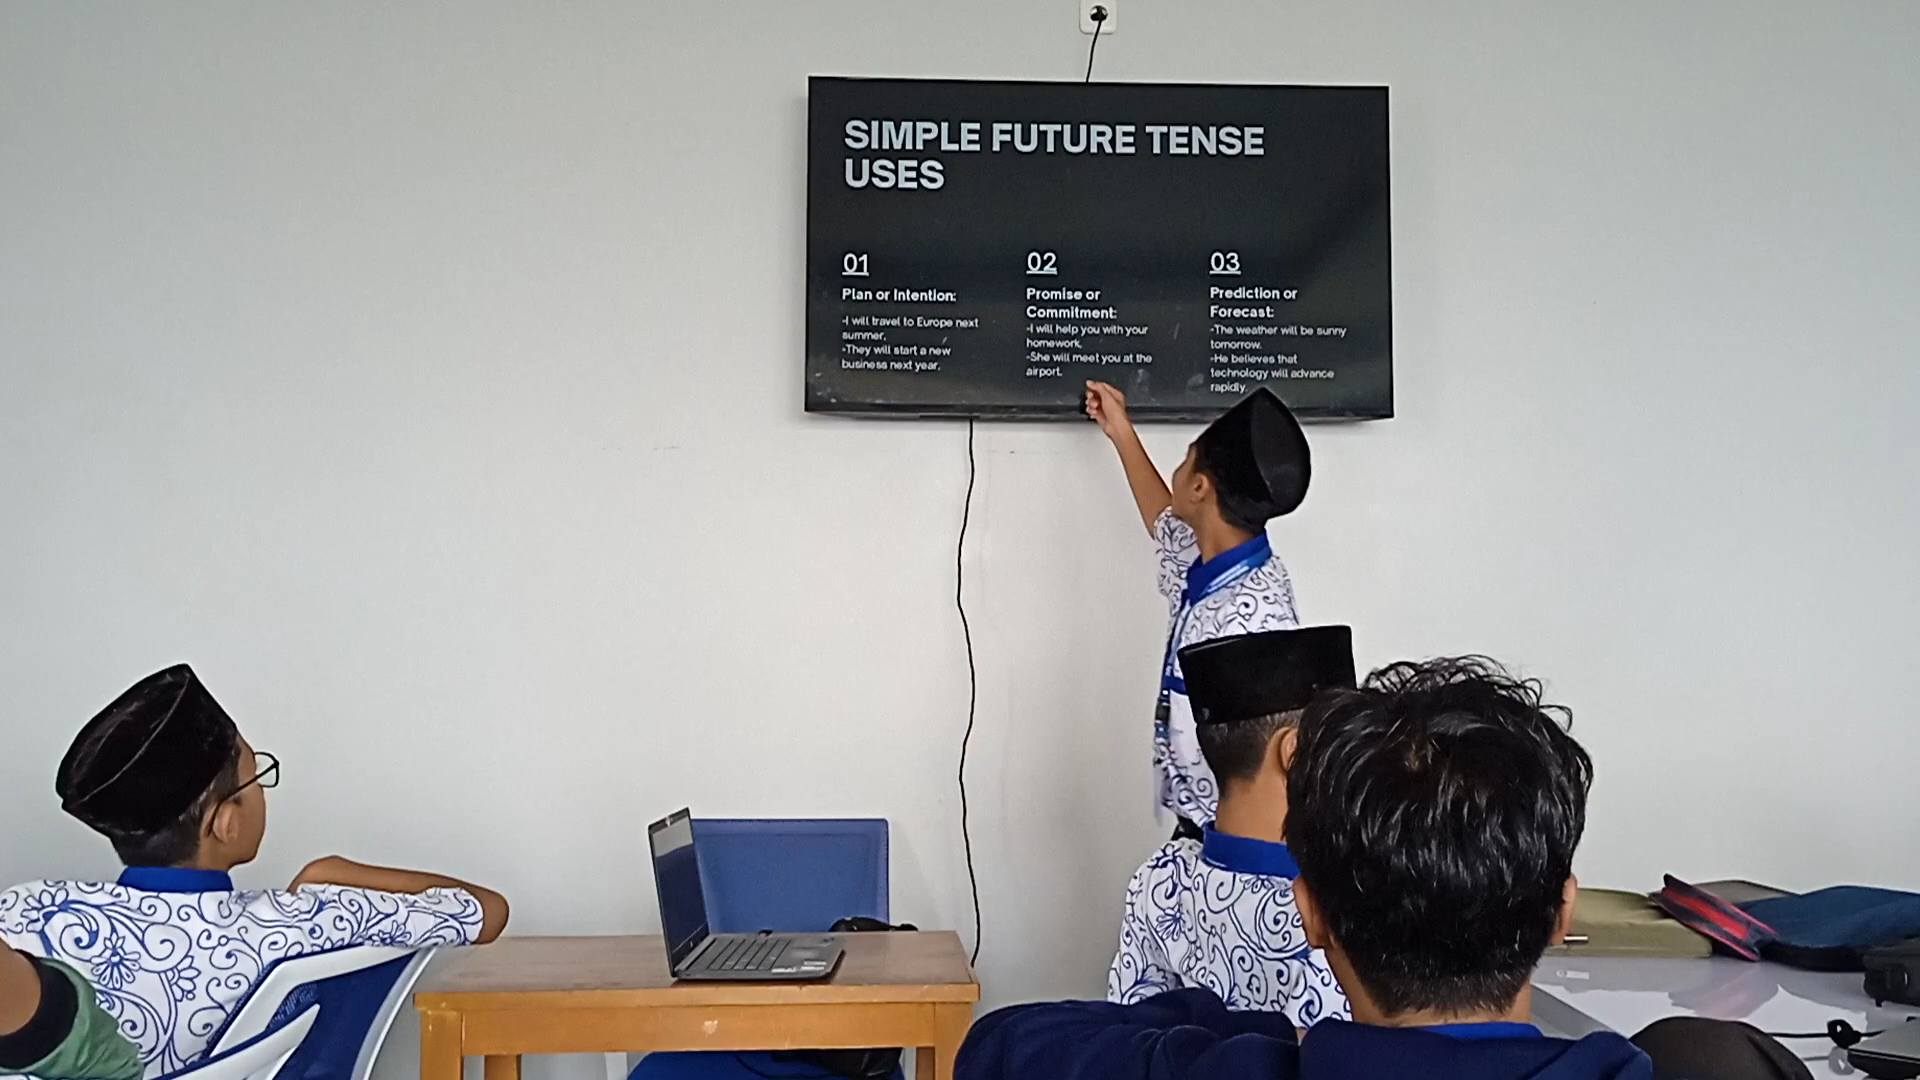 SIMPLE FUTURE TENSE
USES
01
Plan or Intention:
-I will travel to Europe next
summer.
-They will start a new
business next year.
02
Promise or
Commitment:
-I will help you with your
homework.
-She will meet you at the
airport.
03
Prediction or
Forecast:
-The weather will be sunny
tomorrow.
-He believes that
technology will advance
rapidly.